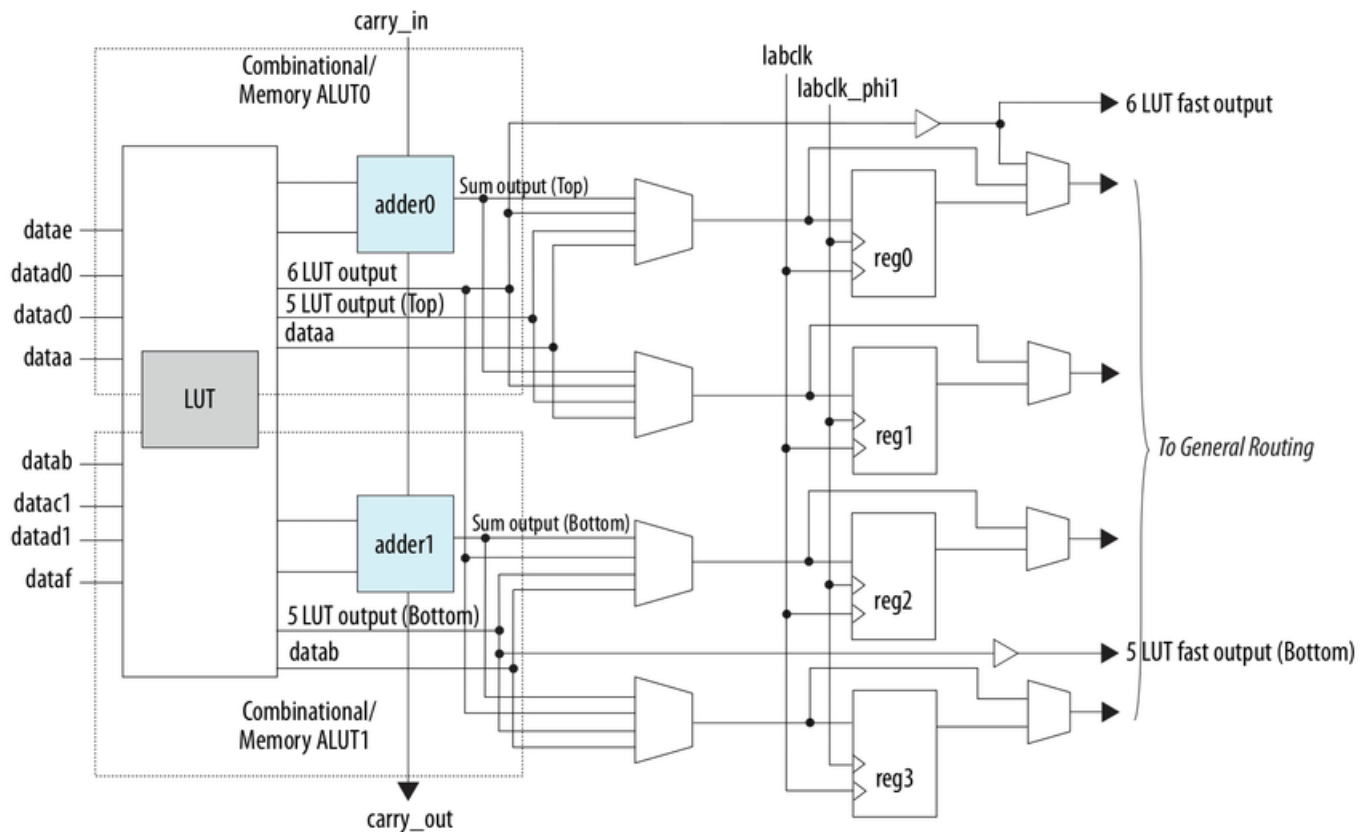 carry_in
Combinational/
Memory ALUT0
labclk
labclk_phi1
6 LUT fast output
adder0
Sum output (Top)
datae
datad0
datac0
dataa
6 LUT output
5 LUT output (Top)
dataa
reg0
LUT
reg1
To General Routing
datab
datac1
datad1
dataf
adder1
Sum output (Bottom)
reg2
5 LUT output (Bottom)
datab
5 LUT fast output (Bottom)
Combinational/
Memory ALUT1
reg3
carry_out